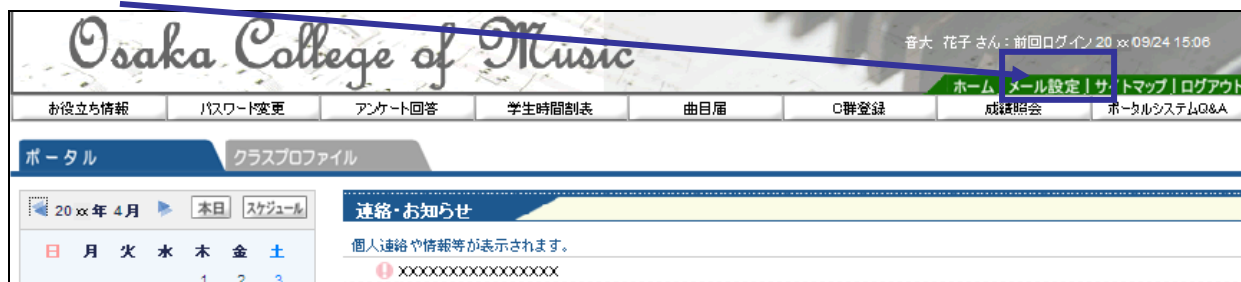 Osaka College of Music
音大 花子 さん：前回ログイン 20 xx 09/24 15:06
ホーム メール設定 | サイトマップ | ログアウト
お役立ち情報 パスワード変更 アンケート回答 学生時間割表 曲目届 C群登録 成績照会 ポータルシステムQ&A
ポータル クラスプロファイル
20 xx 年 4月 本日 スケジュール 連絡・お知らせ
日 月 火 水 木 金 土 個人連絡や情報等が表示されます。
1 2 3 XXXXXXXXXXXXXXXX